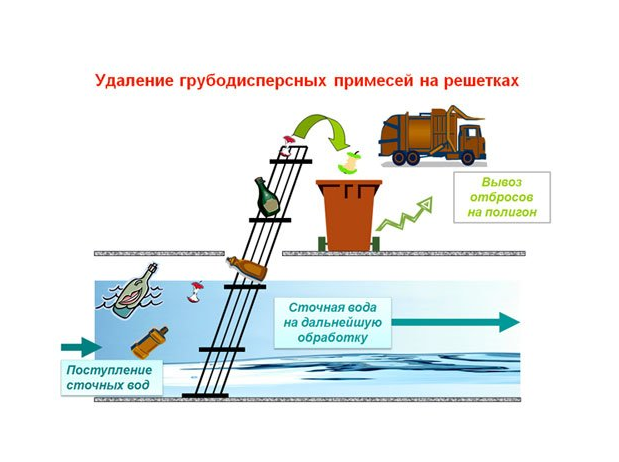 Удаление грубодисперсных примесей на решетках
Вывоз
отбросов
на полигон
Сточная вода
на дальнейшую
обработку
Поступление
сточных вод